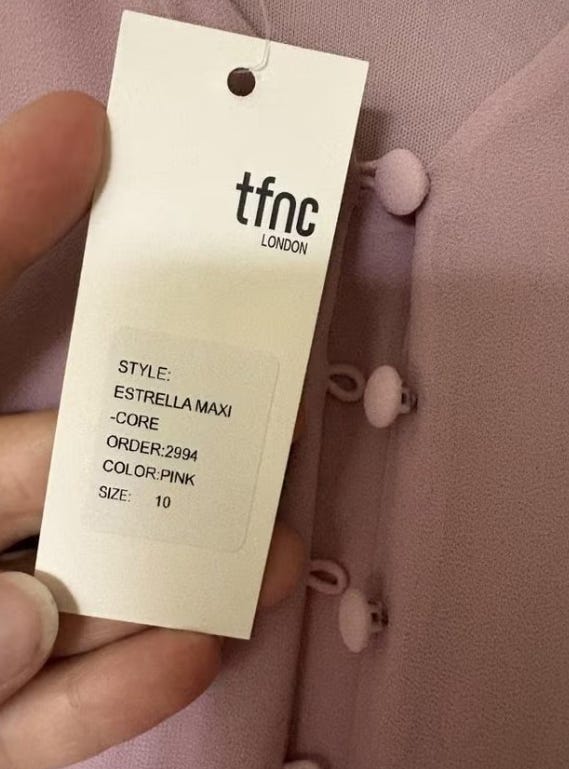 tfnc
LONDON
STYLE:
ESTRELLA MAXI
-CORE
ORDER:2994
COLOR:PINK
SIZE: 10